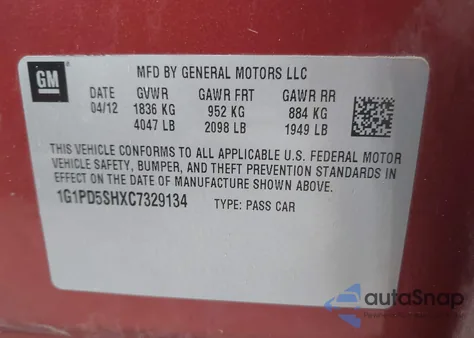 MFD BY GENERAL MOTORS LLC
GM
DATE GVWR GAWR FRT GAWR RR
04/12 1836 KG 952 KG 884 KG
4047 LB 2098 LB 1949 LB
THIS VEHICLE CONFORMS TO ALL APPLICABLE U.S. FEDERAL MOTOR
VEHICLE SAFETY, BUMPER, AND THEFT PREVENTION STANDARDS IN
EFFECT ON THE DATE OF MANUFACTURE SHOWN ABOVE.
1G1PD5SHXC7329134 TYPE: PASS CAR
autoSnap